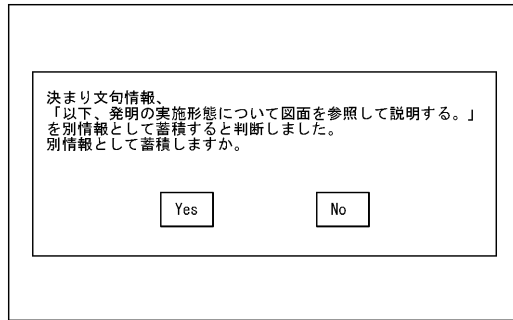 決まり文句情報、
「以下、発明の実施形態について図面を参照して説明する。」
を別情報として蓄積すると判断しました。
別情報として蓄積しますか。
Yes
No